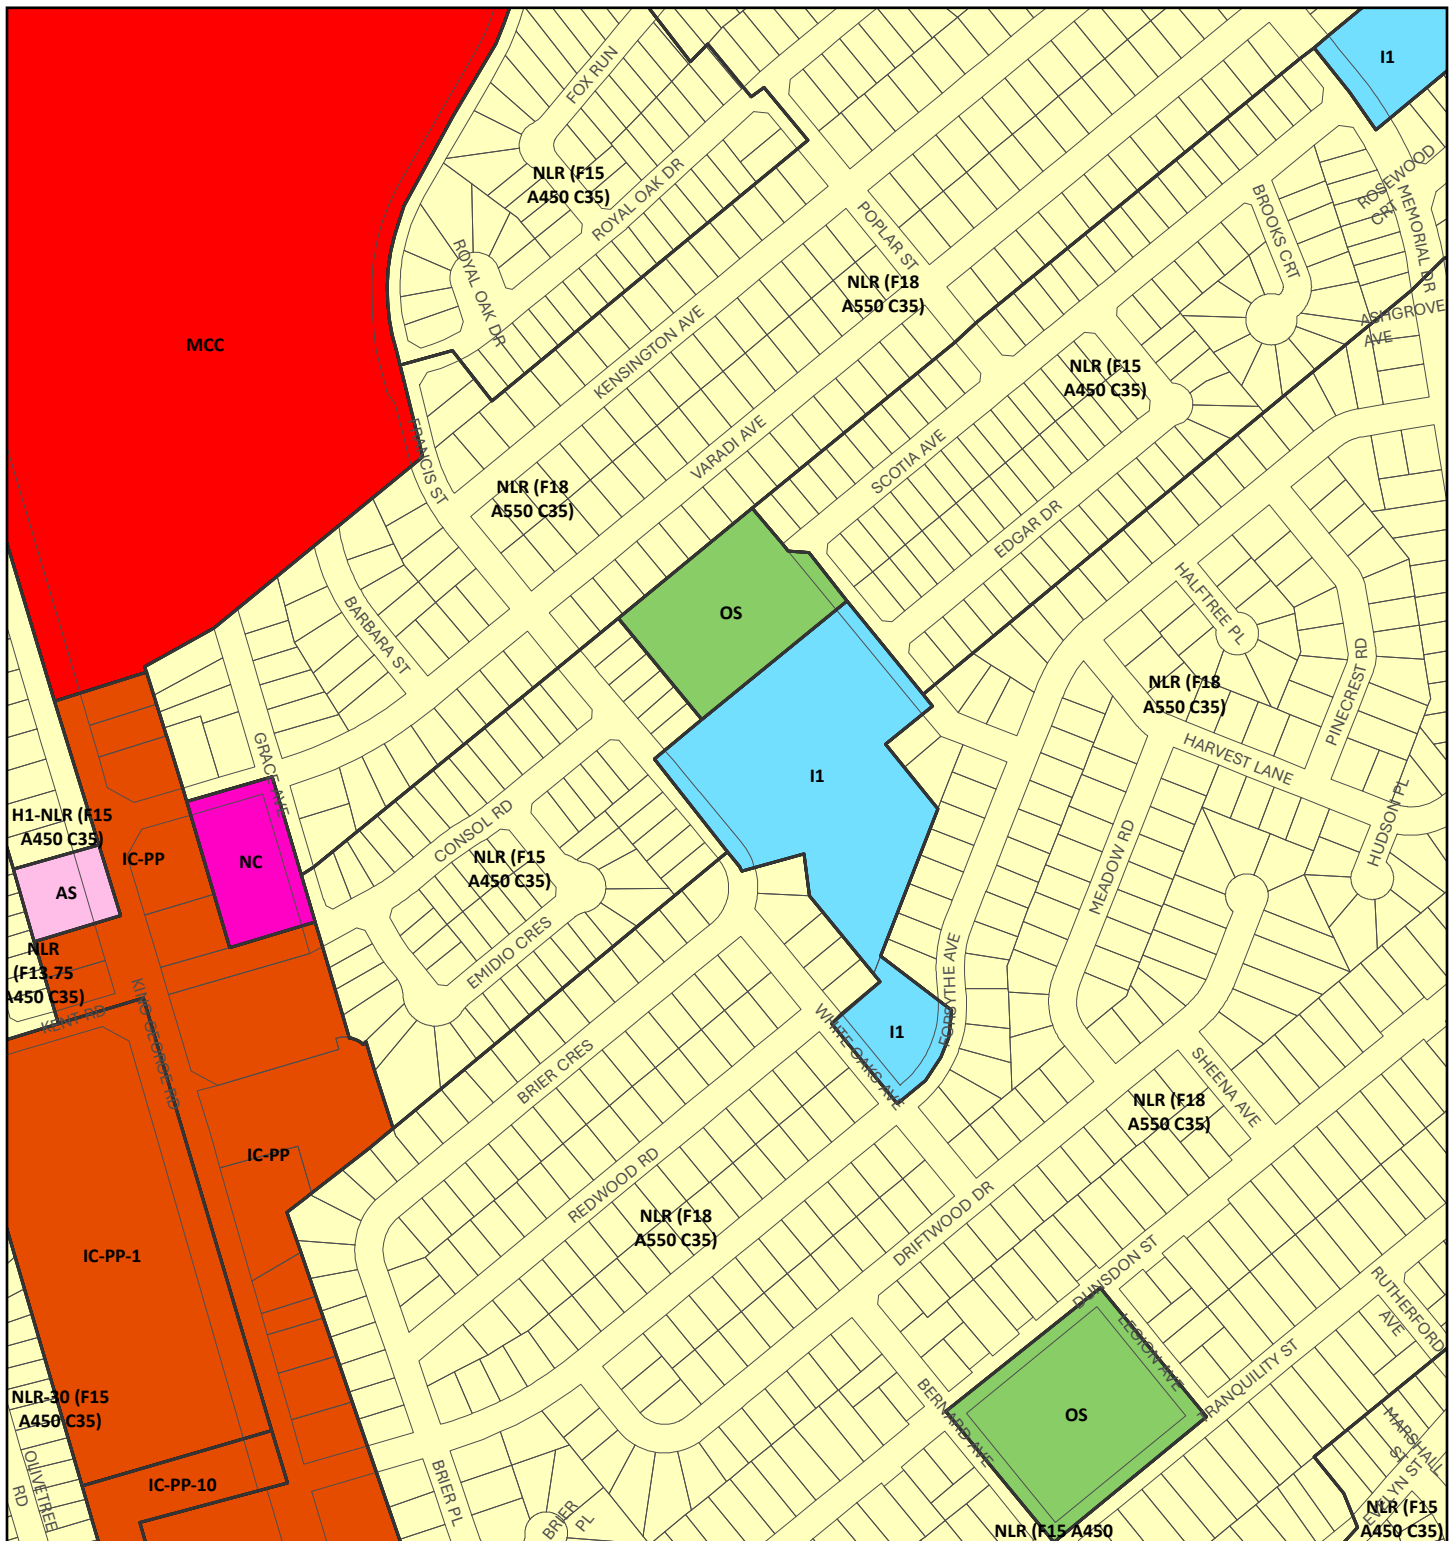 I1
FOX RUN
NLR (F15
A450 C35)
ROYAL OAK DR
ROSEWOOD
CRT
MEMORIAL DR
BROOKS CRT
POPLAR ST
ROYAL OAK DR
NLR (F18
A550 C35)
ASHGROVE
AVE
KENSINGTON AVE
MCC
NLR (F15
A450 C35)
FRANCIS ST
VARADI AVE
SCOTIA AVE
NLR (F18
A550 C35)
EDGAR DR
HALFTREE PL
BARBARA ST
OS
PINECREST RD
NLR (F18
A550 C35)
HARVEST LANE
GRACE AVE
I1
HUDSON PL
H1-NLR (F15
A450 C35)
CONSOL RD
IC-PP
NC
NLR (F15
A450 C35)
MEADOW RD
AS
EMIDIO CRES
NLR
(F13.75
A450 C35)
FORSYTHE AVE
KENT RD
KING GEORGE RD
I1
WHITE OAKS AVE
BRIER CRES
SHEENA AVE
NLR (F18
A550 C35)
IC-PP
REDWOOD RD
NLR (F18
A550 C35)
DRIFTWOOD DR
IC-PP-1
DUNSDON ST
RUTHERFORD
AVE
LEGION AVE
TRANQUILITY ST
NLR-30 (F15
A450 C35)
BERNARD AVE
OS
MARSHALL
ST
OLIVETREE
RD
IC-PP-10
BRIER PL
BRIER
PL
EVELYN ST
NLR (F15 A450
NLR (F15
A450 C35)